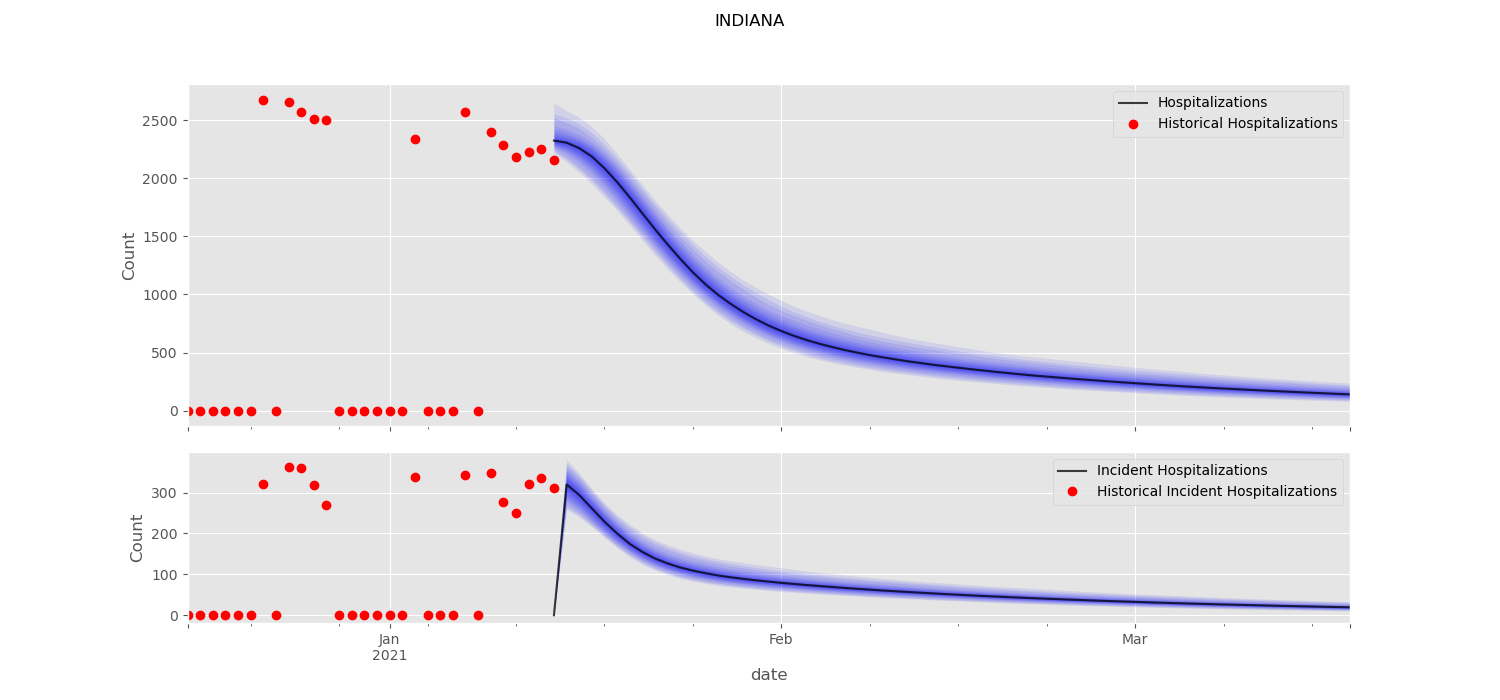 INDIANA
Hospitalizations
Historical Hospitalizations
2500
2000
1500
1000
500
0
Count
Incident Hospitalizations
Historical Incident Hospitalizations
300
200
100
0
Count
Jan
2021
Feb
Mar
date